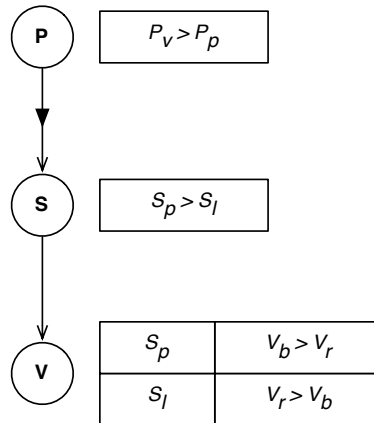 P
P_v > P_p
S
S_p > S_l
V
S_p V_b > V_r
S_l V_r > V_b